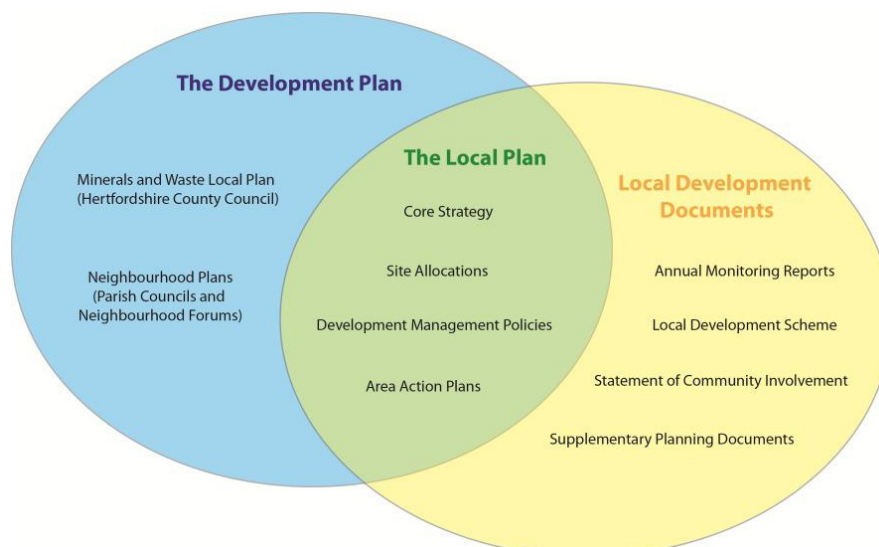 The Development Plan
Minerals and Waste Local Plan
(Hertfordshire County Council)
Neighbourhood Plans
(Parish Councils and
Neighbourhood Forums)
The Local Plan
Core Strategy
Site Allocations
Development Management Policies
Area Action Plans
Local Development
Documents
Annual Monitoring Reports
Local Development Scheme
Statement of Community Involvement
Supplementary Planning Documents